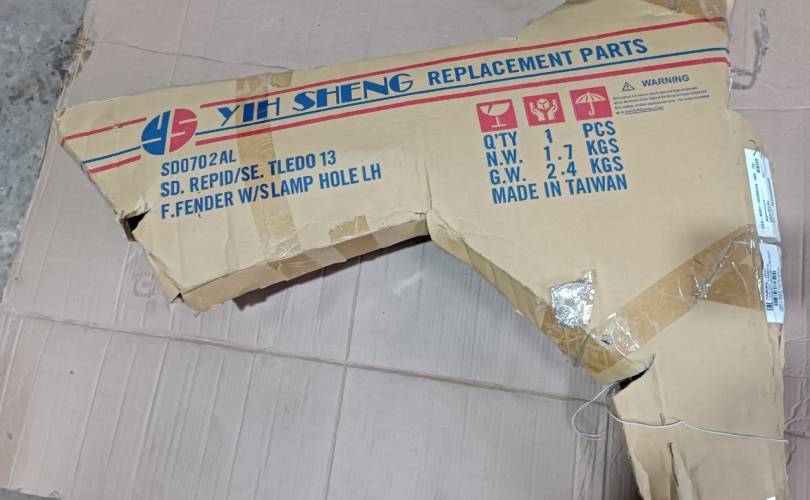 YS YIH SHENG REPLACEMENT PARTS
WARNING
SD0702AL
SD. REPID/SE. TLEDO 13
F.FENDER W/SLAMP HOLE LH
Q'TY 1 PCS
N.W. 1.7 KGS
G.W. 2.4 KGS
MADE IN TAIWAN